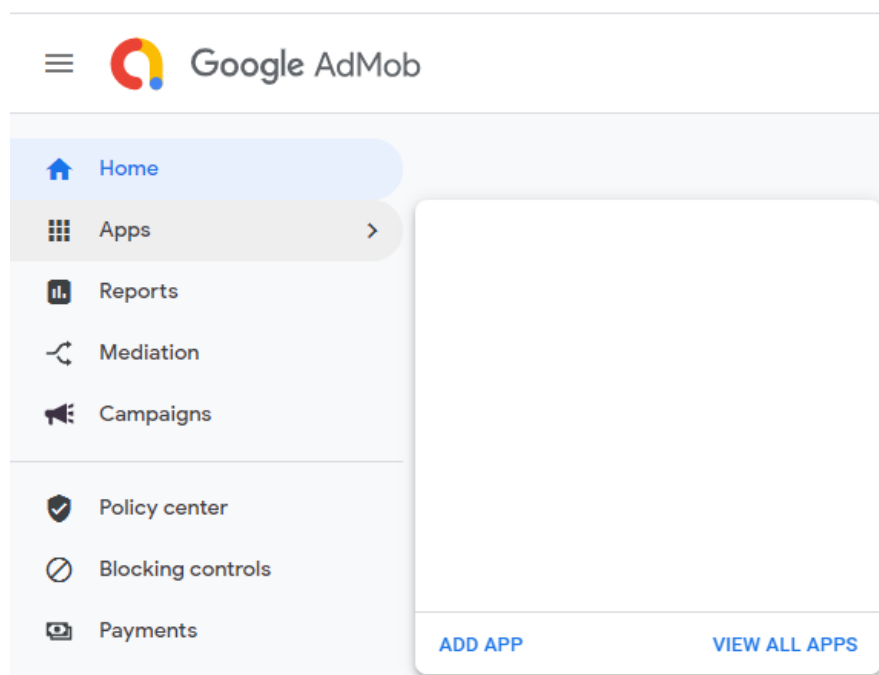 Google AdMob
Home
Apps
Reports
Mediation
Campaigns
Policy center
Blocking controls
Payments
ADD APP
VIEW ALL APPS